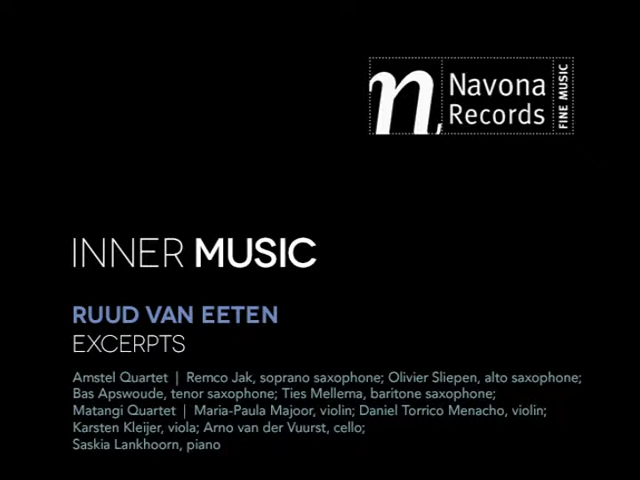 n,
Navona
Records
FINE MUSIC
INNER MUSIC
RUUD VAN EETEN
EXCERPTS
Amstel Quartet | Remco Jak, soprano saxophone; Olivier Sliepen, alto saxophone;
Bas Apswoude, tenor saxophone; Ties Mellema, baritone saxophone;
Matangi Quartet | Maria-Paula Majoor, violin; Daniel Torrico Menacho, violin;
Karsten Kleijer, viola; Arno van der Vuurst, cello;
Saskia Lankhoorn, piano